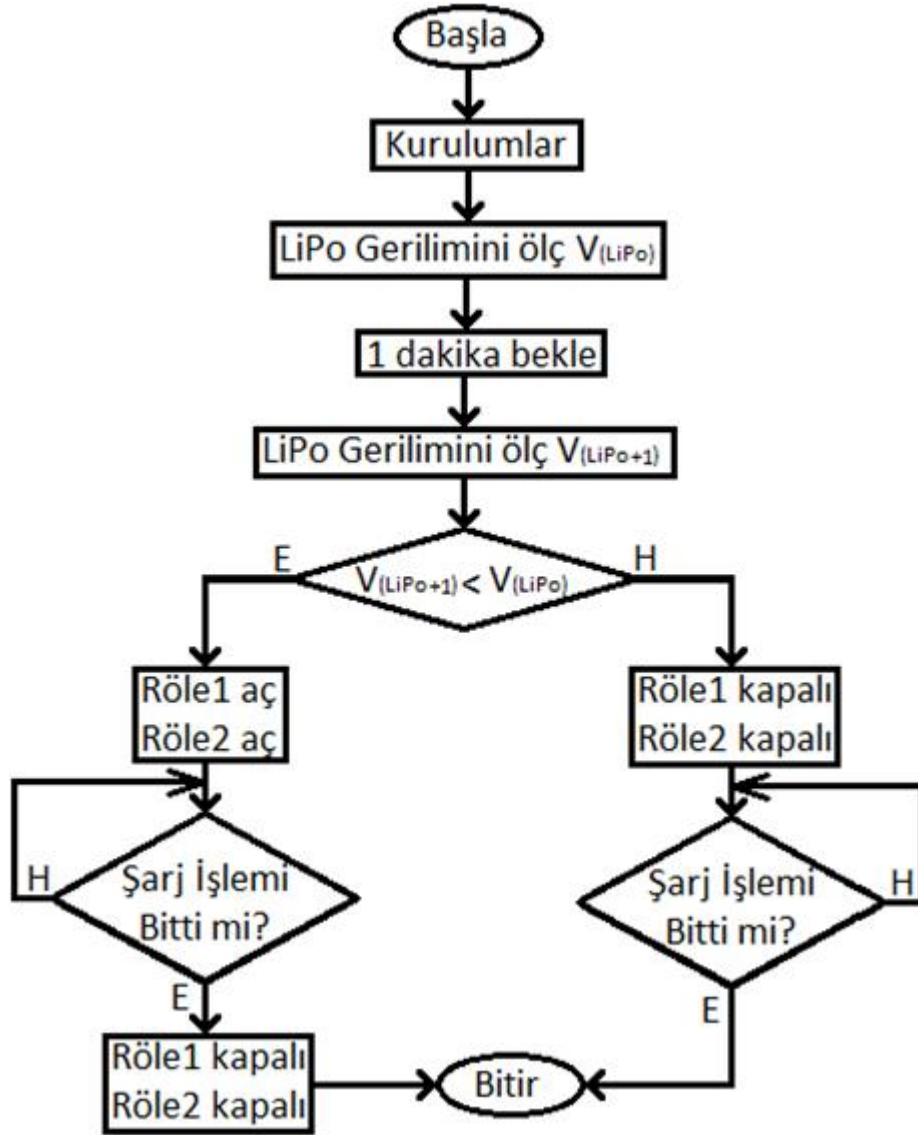 Başla
Kurulumlar
LiPo Gerilimini ölç V(LiPo)
1 dakika bekle
LiPo Gerilimini ölç V(LiPo+1)
E
H
V(LiPo+1) < V(LiPo)
Röle1 aç
Röle2 aç
Röle1 kapalı
Röle2 kapalı
H
Şarj İşlemi
Bitti mi?
Şarj İşlemi
Bitti mi?
H
E
E
Röle1 kapalı
Röle2 kapalı
Bitir